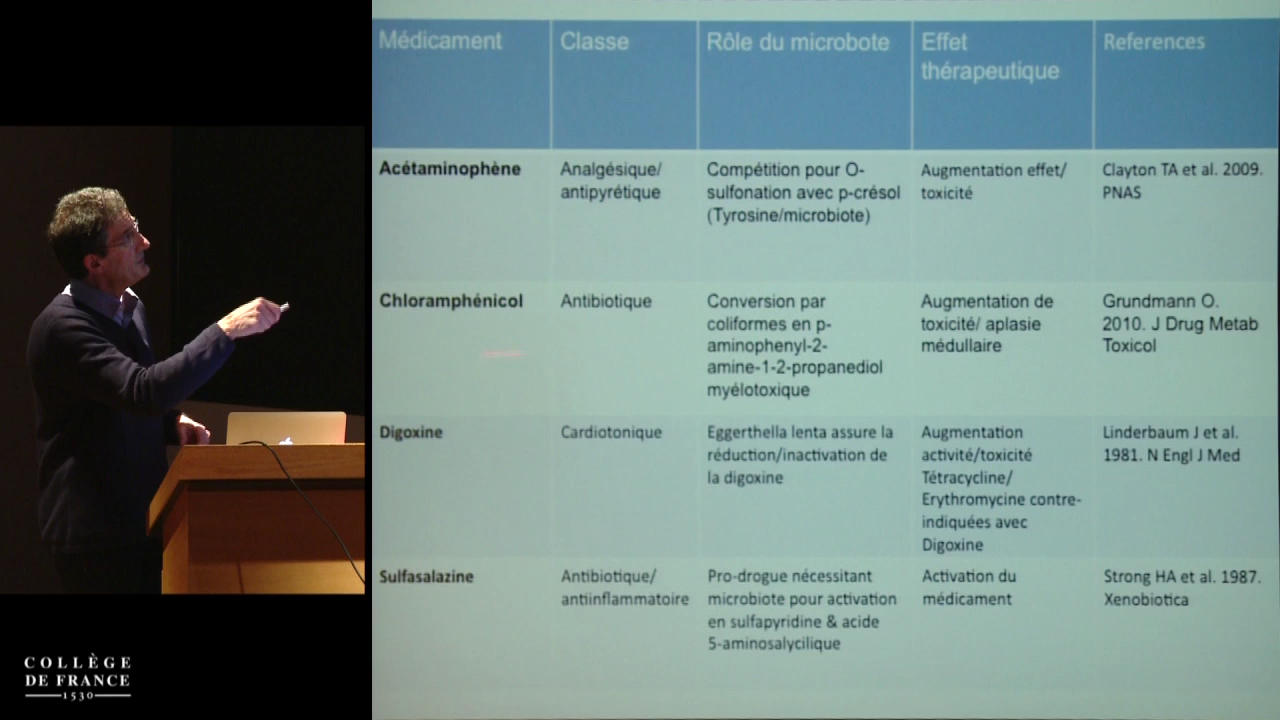 Médicament
Classe
Rôle du microbote
Effet
thérapeutique
References
Acétaminophène
Analgésique/
antipyrétique
Compétition pour O-
sulfonation avec p-crésol
(Tyrosine/microbiote)
Augmentation effet/
toxicité
Clayton TA et al. 2009.
PNAS
Chloramphénicol
Antibiotique
Conversion par
coliformes en p-
aminophenyl-2-
amine-1-2-propanediol
myélotoxique
Augmentation de
toxicité/ aplasie
médullaire
Grundmann O.
2010. J Drug Metab
Toxicol
Digoxine
Cardiotonique
Eggerthella lenta assure la
réduction/inactivation de
la digoxine
Augmentation
activité/toxicité
Tétracycline/
Erythromycine contre-
indiquées avec
Digoxine
Linderbaum J et al.
1981. N Engl J Med
Sulfasalazine
Antibiotique/
antiinflammatoire
Pro-drogue nécessitant
microbiote pour activation
en sulfapyridine & acide
5-aminosalycilique
Activation du
médicament
Strong HA et al. 1987.
Xenobiotica
COLLÈGE
DE FRANCE
1530